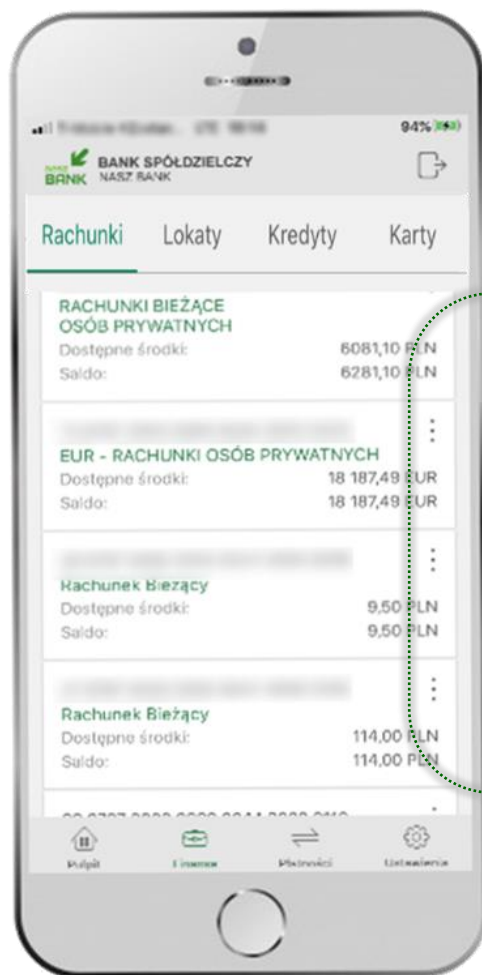 94%
NASZ BANK
BANK SPÓŁDZIELCZY
NASZ BANK
Rachunki Lokaty Kredyty Karty
RACHUNKI BIEŻĄCE
OSÓB PRYWATNYCH
Dostępne środki: 6081,10 PLN
Saldo: 6281,10 PLN
EUR - RACHUNKI OSÓB PRYWATNYCH
Dostępne środki: 18 187,49 EUR
Saldo: 18 187,49 EUR
Rachunek Bieżący
Dostępne środki: 9,50 PLN
Saldo: 9,50 PLN
Rachunek Bieżący
Dostępne środki: 114,00 PLN
Saldo: 114,00 PLN
Pulpit Finanse Płatności Ustawienia